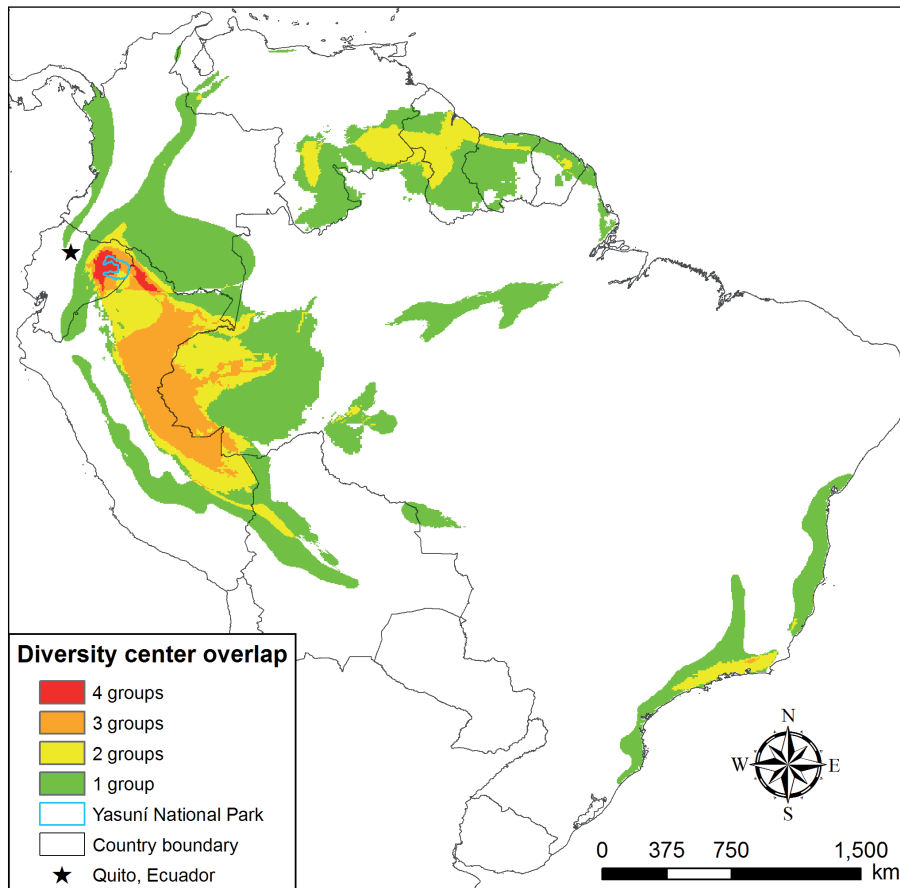 Diversity center overlap
4 groups
3 groups
2 groups
1 group
Yasuní National Park
Country boundary
Quito, Ecuador
N
W E
S
0 375 750 1,500
km